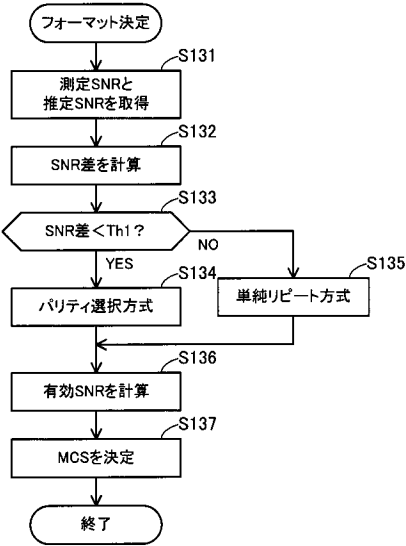 フォーマット決定
S131
測定SNRと
推定SNRを取得
S132
SNR差を計算
S133
SNR差＜Th1？
NO
YES
S134
パリティ選択方式
S135
単純リピート方式
S136
有効SNRを計算
S137
MCSを決定
終了